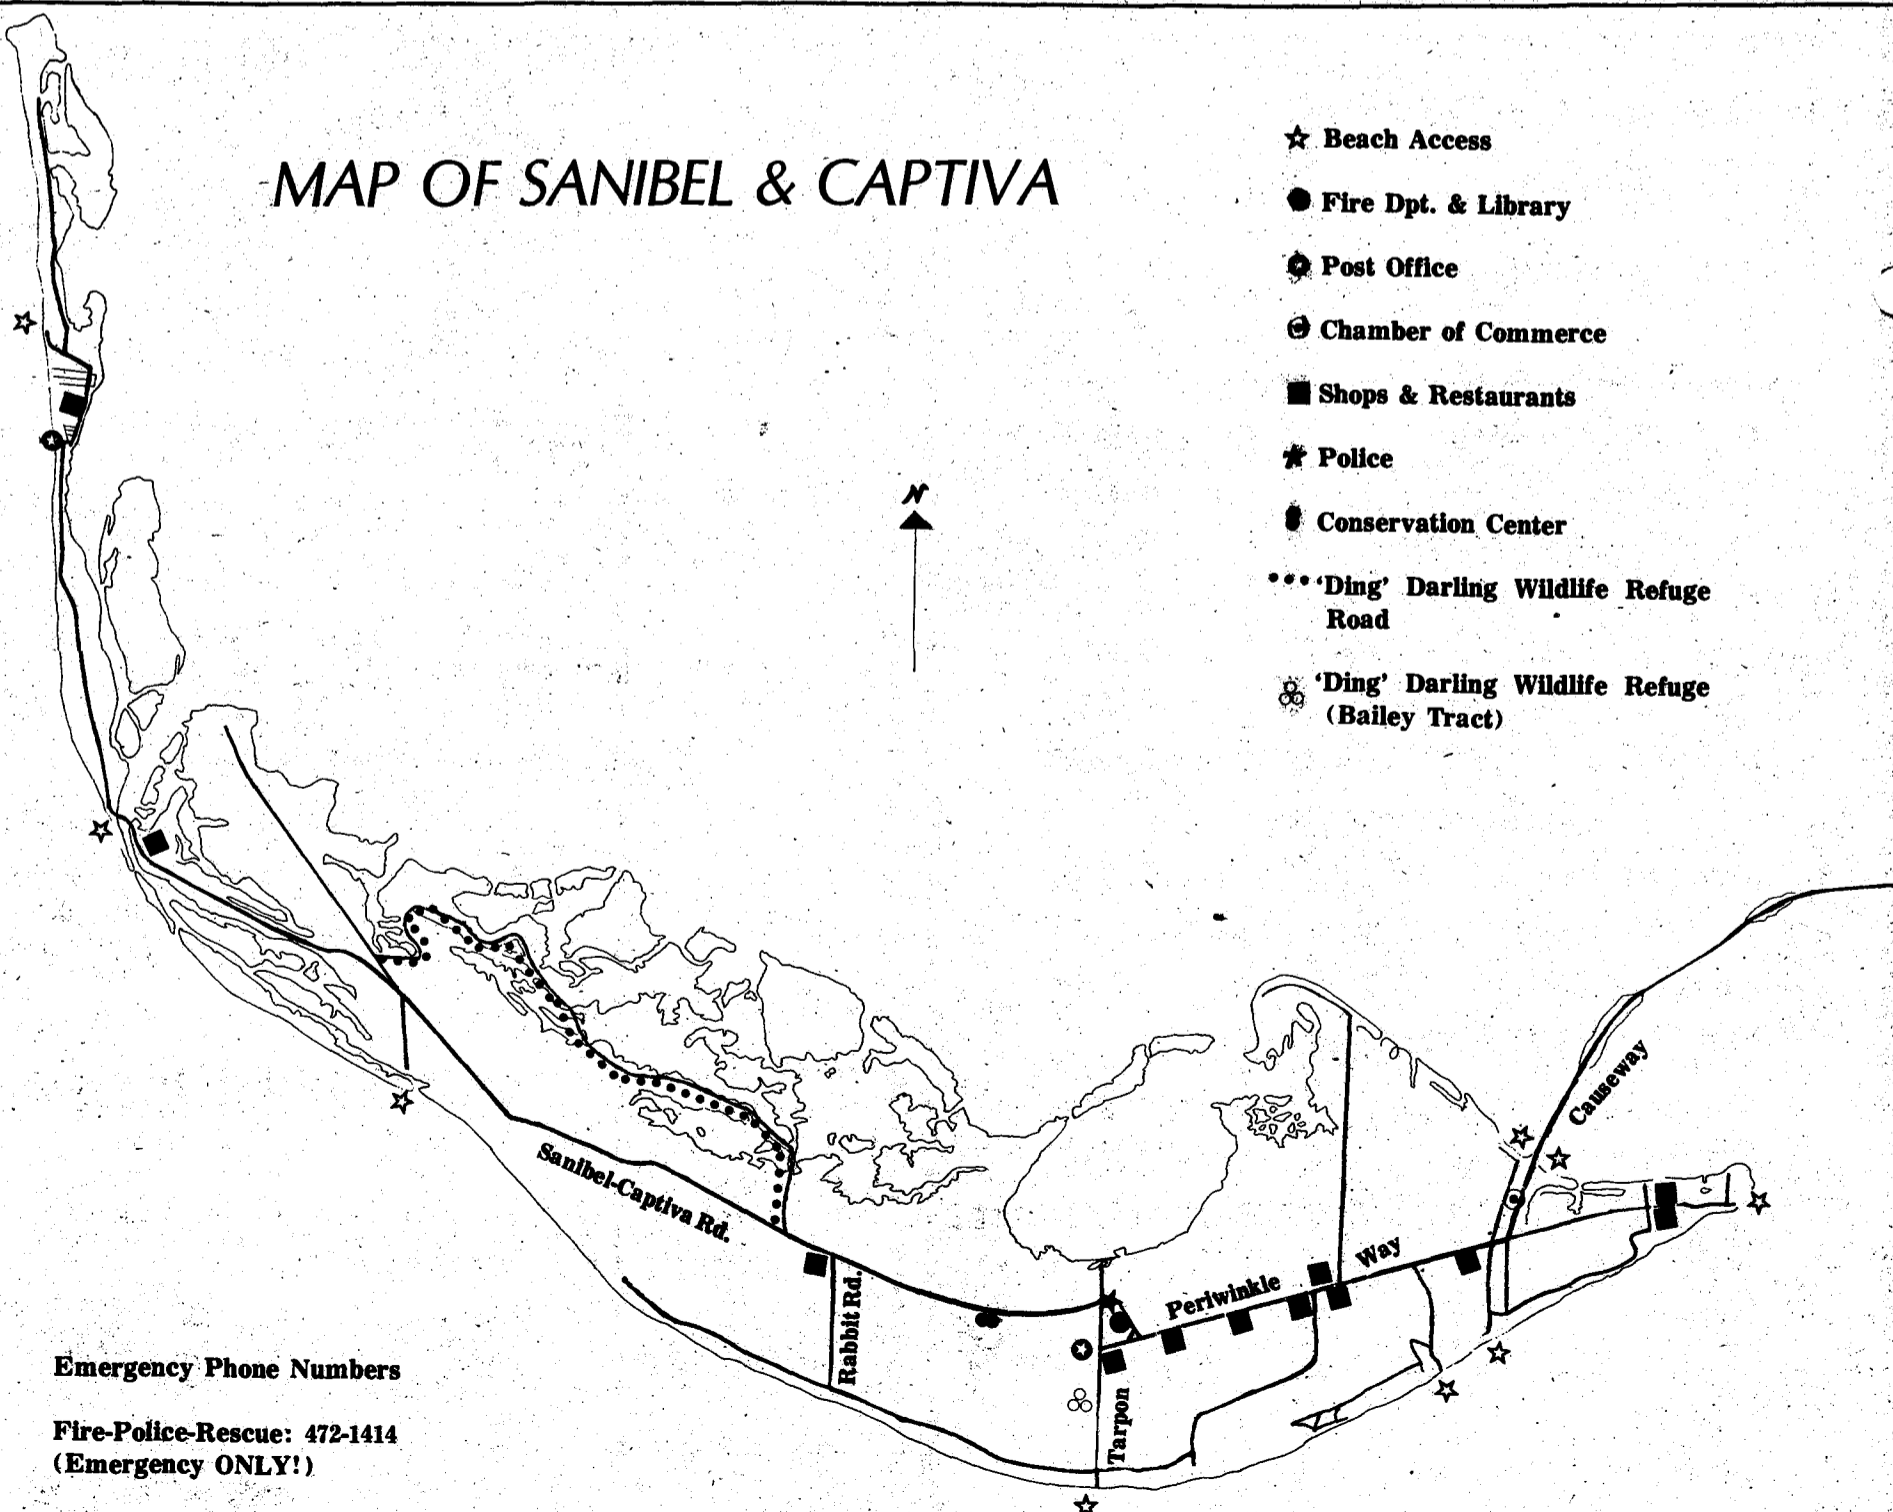 MAP OF SANIBEL & CAPTIVA
Beach Access
Fire Dpt. & Library
Post Office
Chamber of Commerce
Shops & Restaurants
Police
Conservation Center
'Ding' Darling Wildlife Refuge
Road
'Ding' Darling Wildlife Refuge
(Bailey Tract)
N
Causeway
Sanibel-Captiva Rd.
Rabbit Rd.
Periwinkle Way
Tarpon
Emergency Phone Numbers
Fire-Police-Rescue: 472-1414
(Emergency ONLY!)